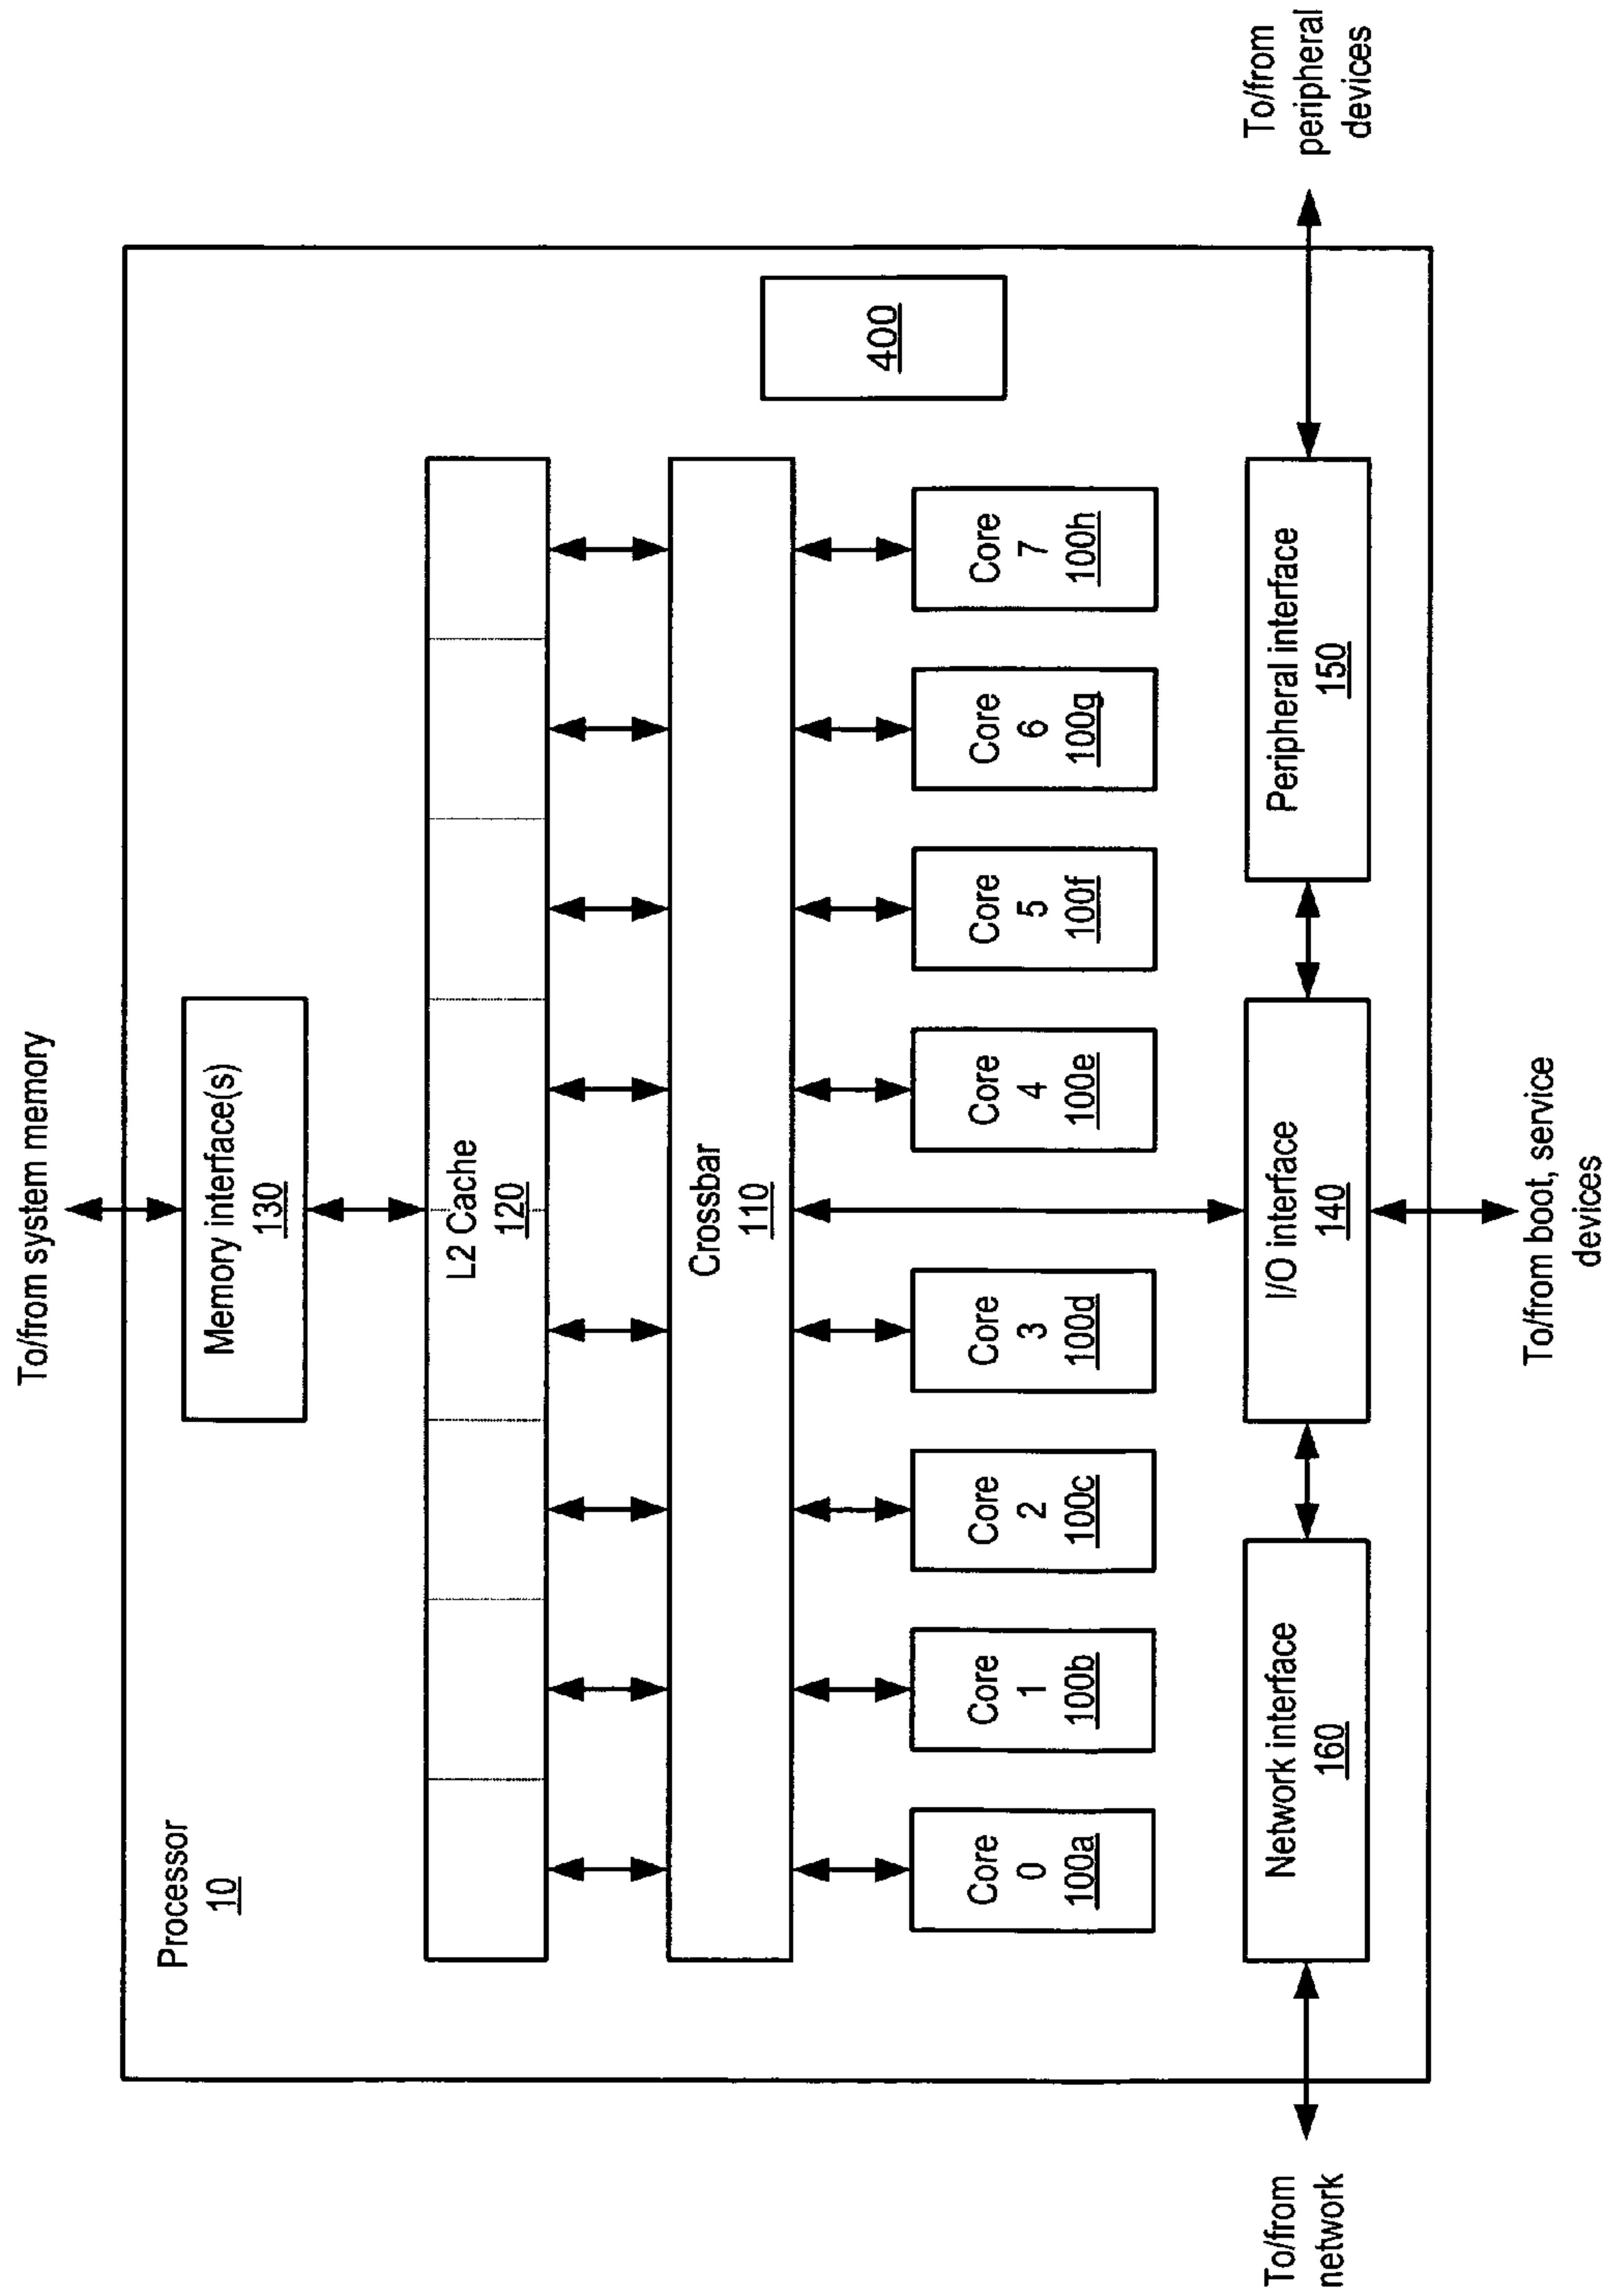 To/from system memory
Processor
10
Memory interface(s)
130
L2 Cache
120
Crossbar
110
400
Core
0
100a
Core
1
100b
Core
2
100c
Core
3
100d
Core
4
100e
Core
5
100f
Core
6
100g
Core
7
100h
Network interface
160
I/O interface
140
Peripheral interface
150
To/from
network
To/from boot, service
devices
To/from
peripheral
devices